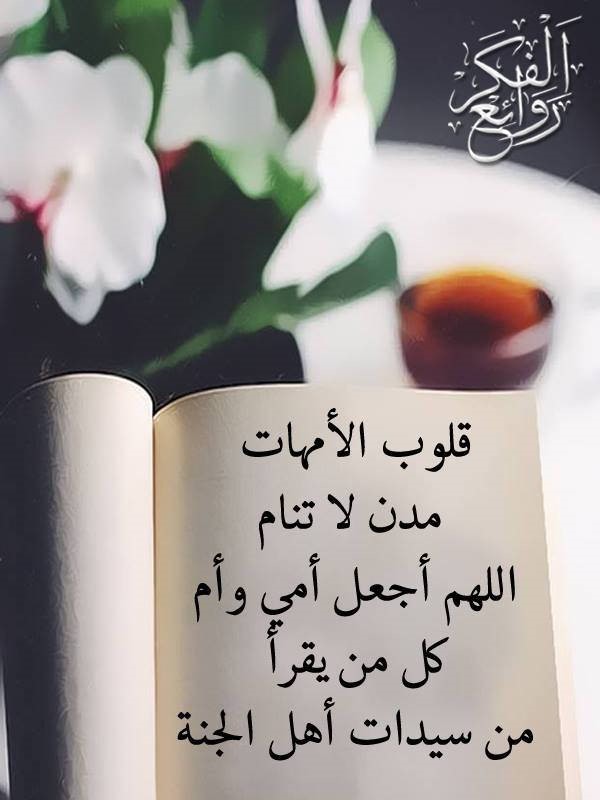 روائع الفكر
قلوب الأمهات
مدن لا تنام
اللهم أجعل أمي وأم
كل من يقرأ
من سيدات أهل الجنة